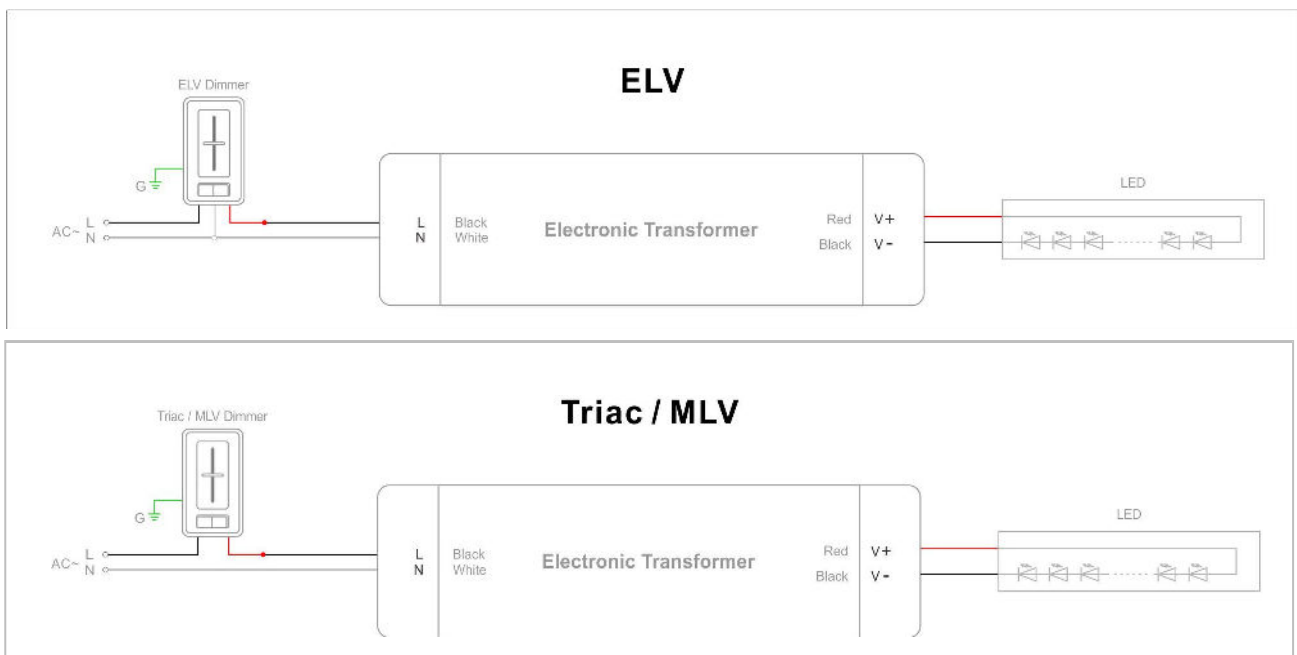 ELV
ELV Dimmer
G
LED
AC~ L
N
L Black
N White
Electronic Transformer
Red V+
Black V-
Triac / MLV
Triac / MLV Dimmer
G
LED
AC~ L
N
L Black
N White
Electronic Transformer
Red V+
Black V-